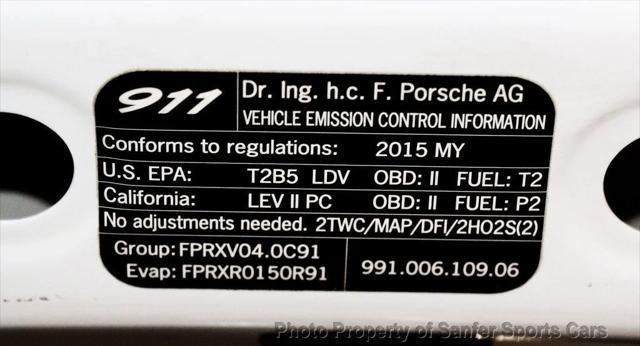 911
Dr. Ing. h.c. F. Porsche AG
VEHICLE EMISSION CONTROL INFORMATION
Conforms to regulations: 2015 MY
U.S. EPA: T2B5 LDV OBD: II FUEL: T2
California: LEV II PC OBD: II FUEL: P2
No adjustments needed. 2TWC/MAP/DFI/2HO2S(2)
Group: FPRXV04.0C91
Evap: FPRXR0150R91
991.006.109.06
Photo Property of Sanfer Sports Cars